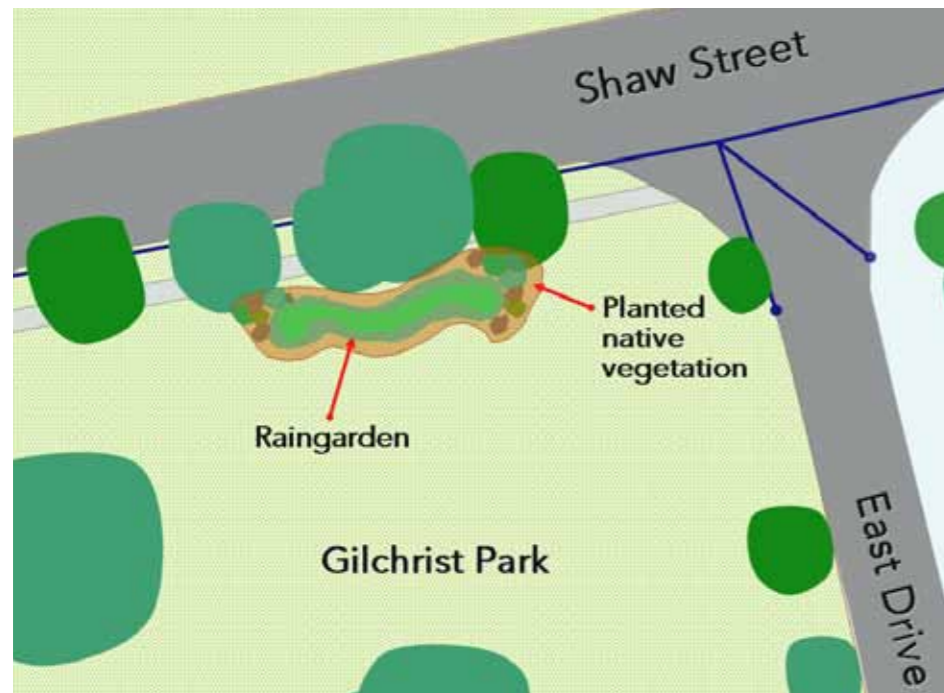 Shaw Street
Planted
native
vegetation
Raingarden
Gilchrist Park
East Drive